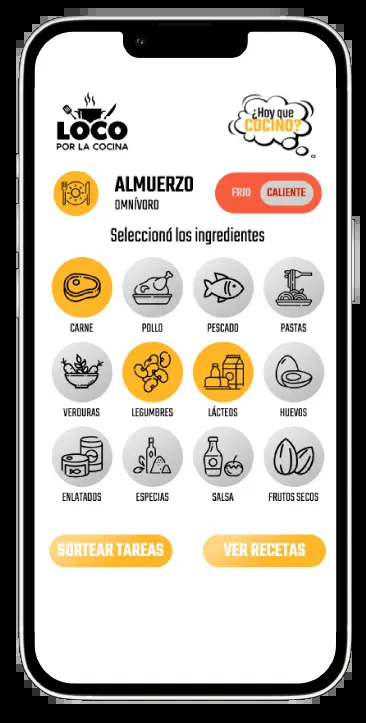 LOCO
POR LA COCINA
¿Hoy que
COCINO?
ALMUERZO
OMNÍVORO
FRIO CALIENTE
Seleccioná los ingredientes
CARNE POLLO PESCADO PASTAS
VERDURAS LEGUMBRES LÁCTEOS HUEVOS
ENLATADOS ESPECIAS SALSA FRUTOS SECOS
SORTEAR TAREAS VER RECETAS